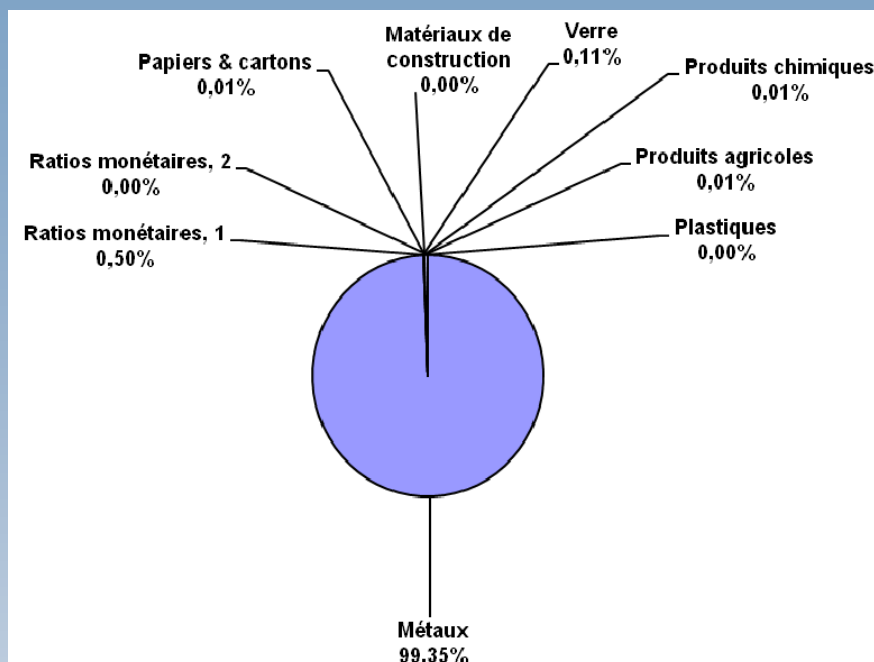 Matériaux de
construction
0,00%
Verre
0,11%
Papiers & cartons
0,01%
Produits chimiques
0,01%
Ratios monétaires, 2
0,00%
Produits agricoles
0,01%
Ratios monétaires, 1
0,50%
Plastiques
0,00%
Métaux
99,35%